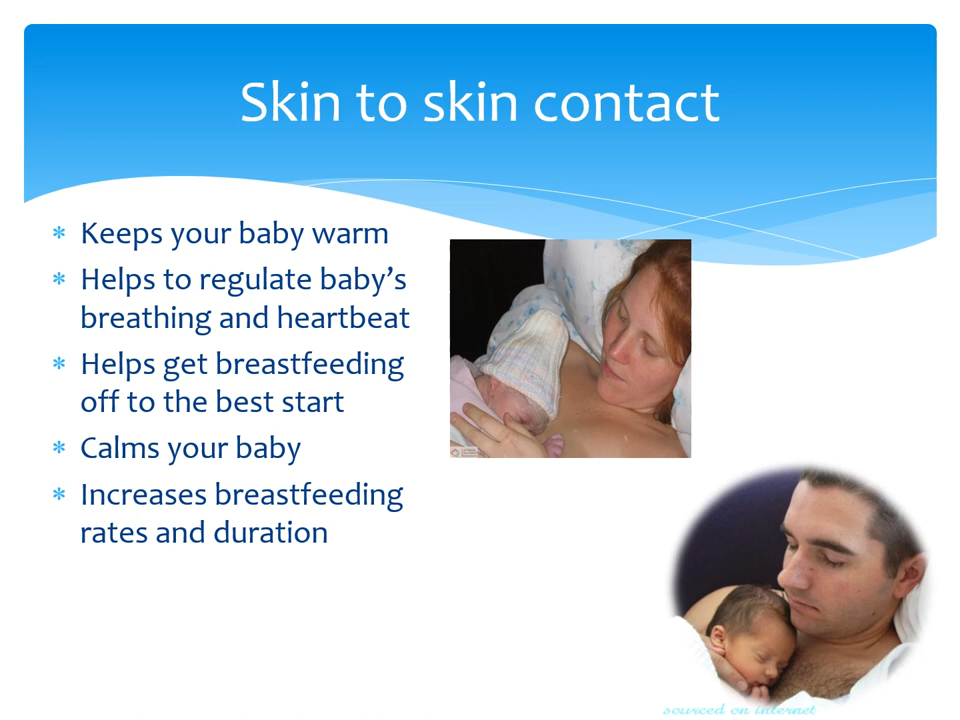 Skin to skin contact
* Keeps your baby warm
* Helps to regulate baby’s
breathing and heartbeat
* Helps get breastfeeding
off to the best start
* Calms your baby
* Increases breastfeeding
rates and duration
sourced on internet